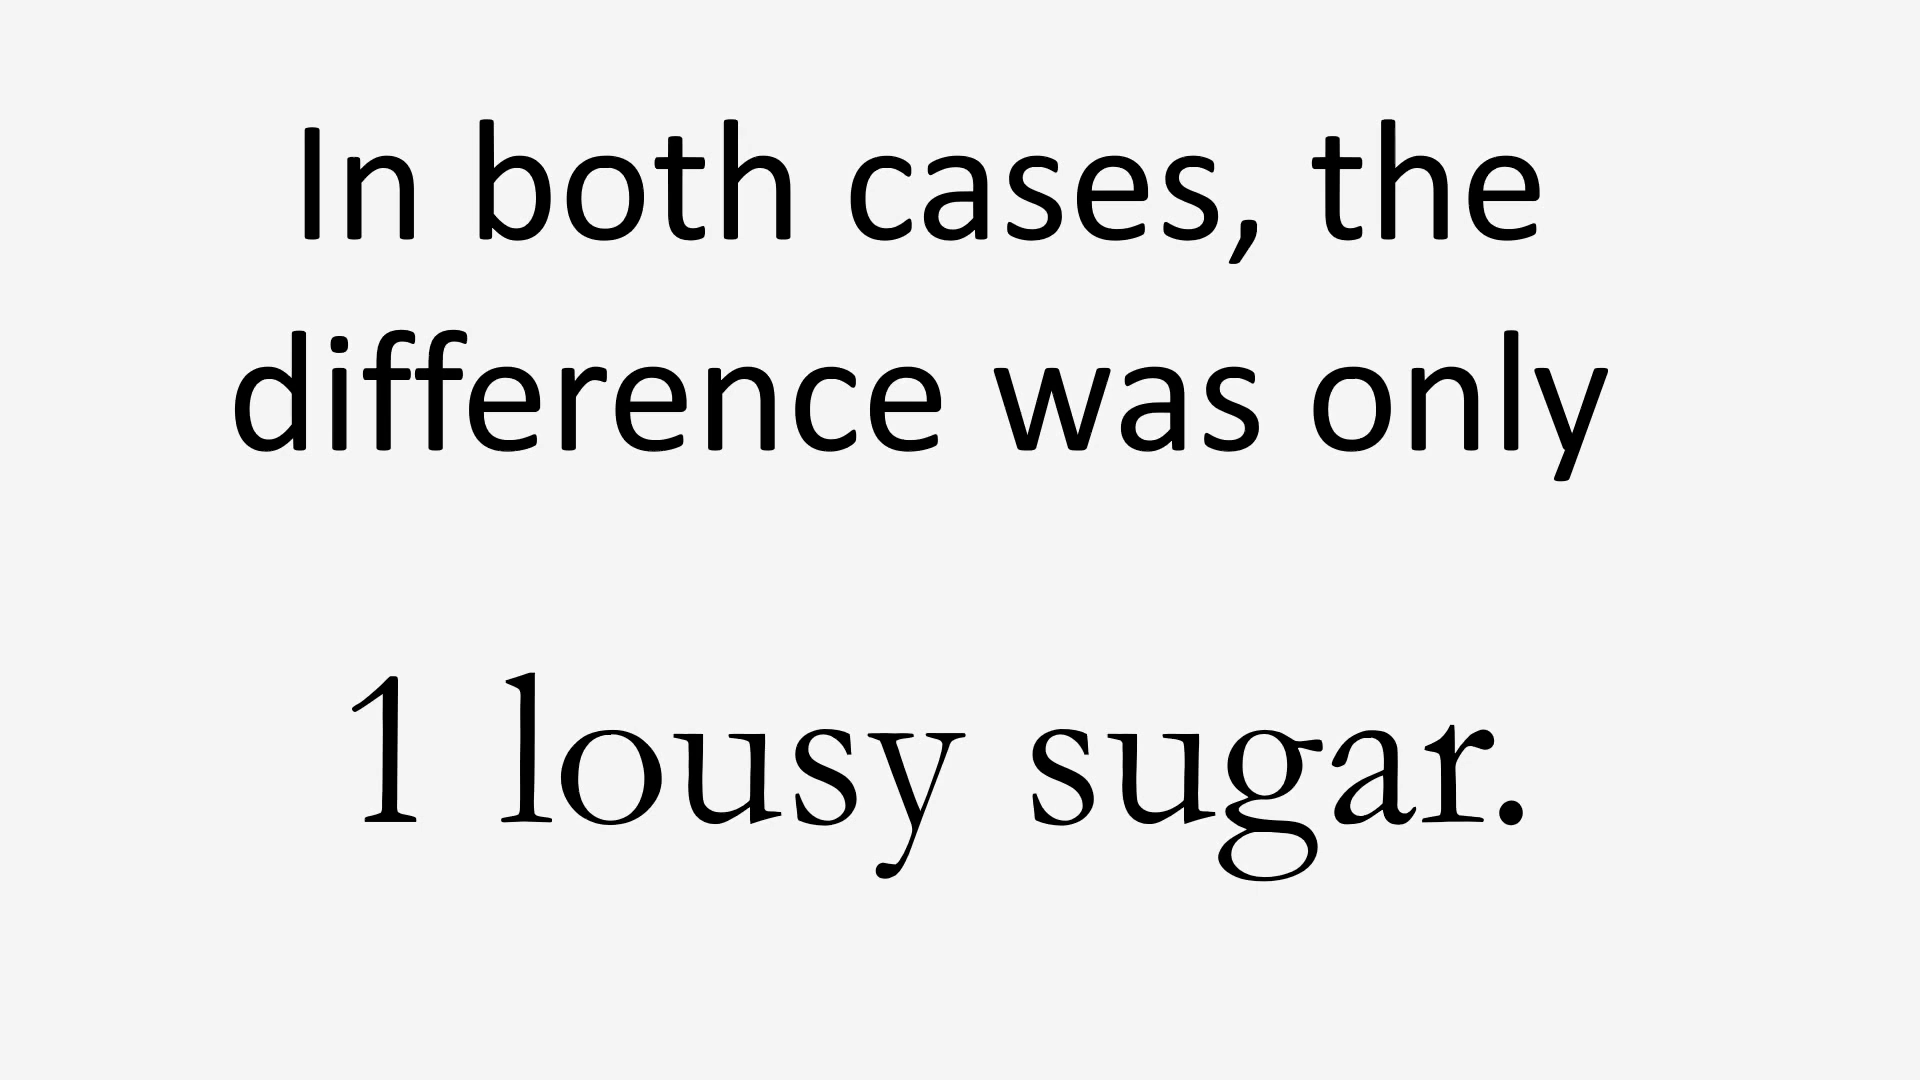 In both cases, the
difference was only
1 lousy sugar.